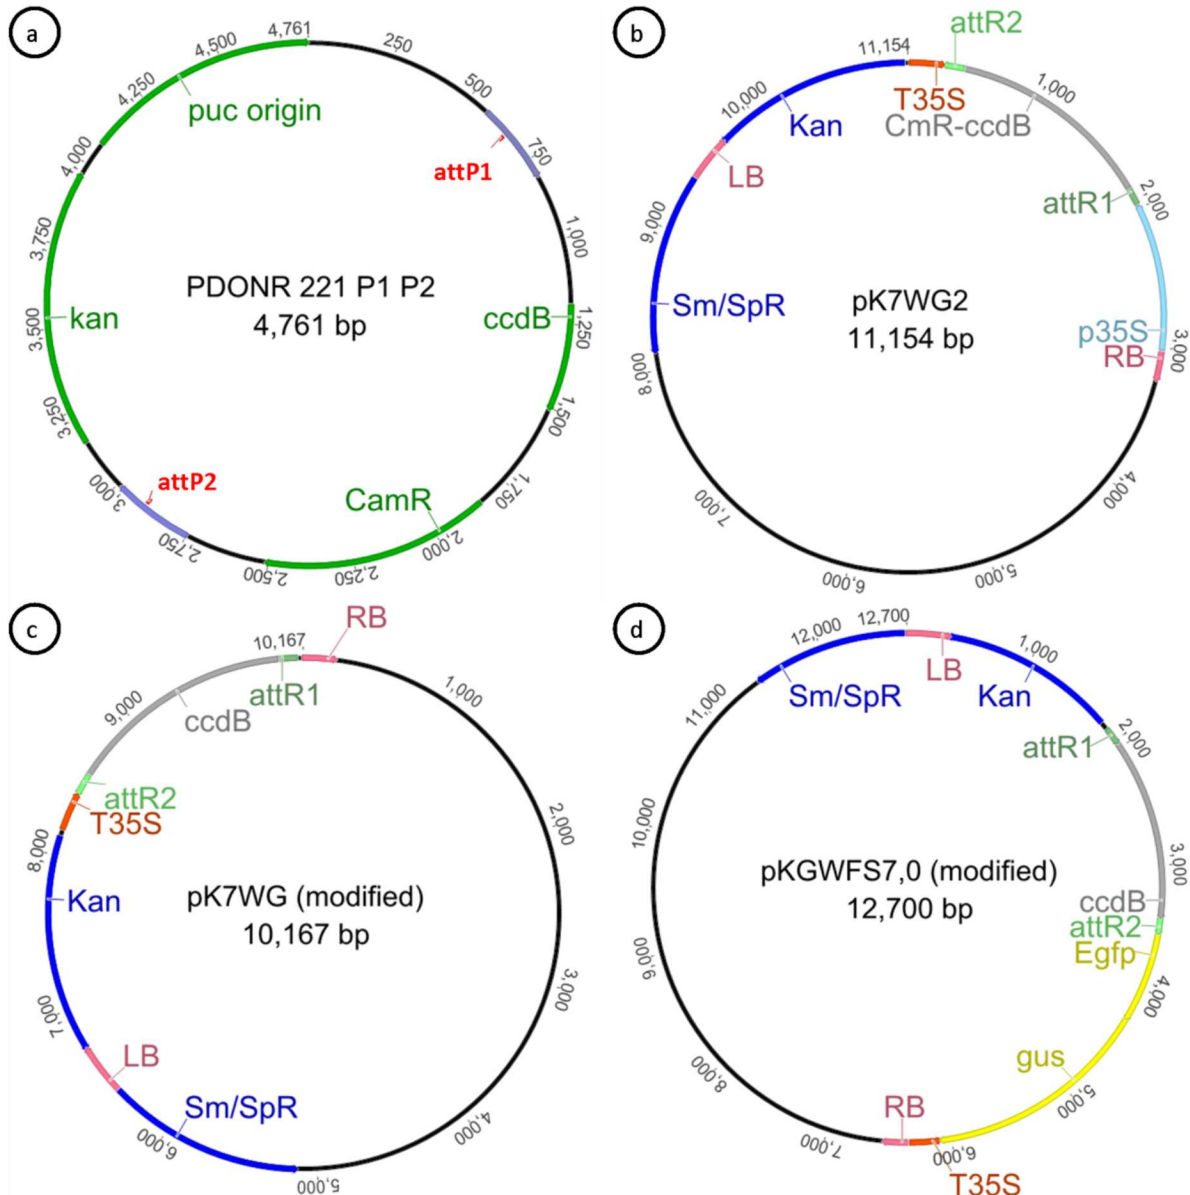 a
4,761
250
500
750
1,000
1,250
1,500
1,750
2,000
2,250
2,500
2,750
3,000
3,250
3,500
3,750
4,000
4,250
4,500
puc origin
attP1
ccdB
CamR
attP2
kan
PDONR 221 P1 P2
4,761 bp
b
11,154
1,000
2,000
3,000
4,000
5,000
6,000
7,000
8,000
9,000
10,000
attR2
T35S
CmR-ccdB
attR1
p35S
RB
Sm/SpR
LB
Kan
pK7WG2
11,154 bp
c
10,167
1,000
2,000
3,000
4,000
5,000
6,000
7,000
8,000
9,000
RB
attR1
ccdB
attR2
T35S
Kan
LB
Sm/SpR
pK7WG (modified)
10,167 bp
d
12,700
1,000
2,000
3,000
4,000
5,000
6,000
7,000
8,000
9,000
10,000
11,000
12,000
LB
Kan
Sm/SpR
attR1
ccdB
attR2
Egfp
gus
T35S
RB
pKGWFS7,0 (modified)
12,700 bp